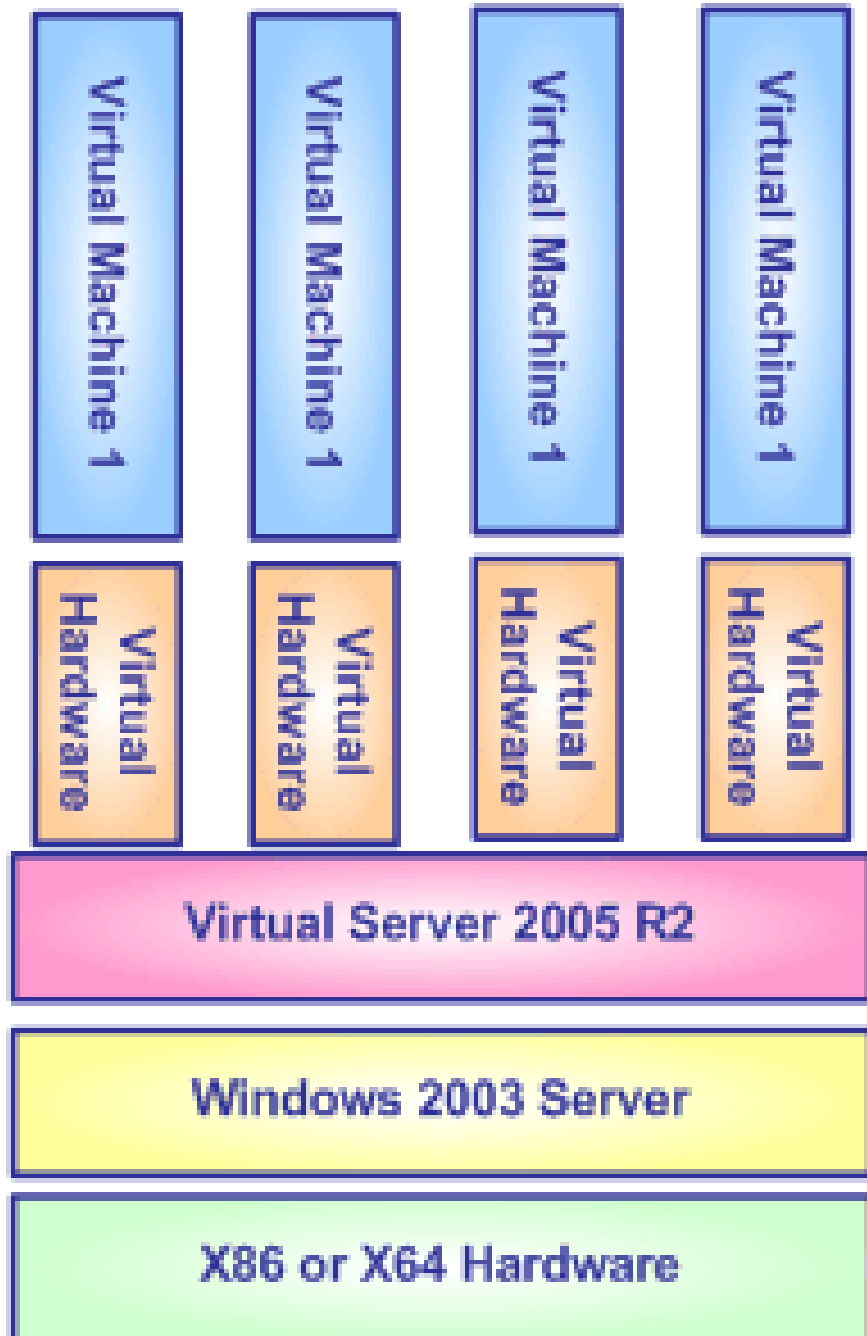 Virtual Machine 1
Virtual Machine 1
Virtual Machine 1
Virtual Machine 1
Virtual
Hardware
Virtual
Hardware
Virtual
Hardware
Virtual
Hardware
Virtual Server 2005 R2
Windows 2003 Server
X86 or X64 Hardware